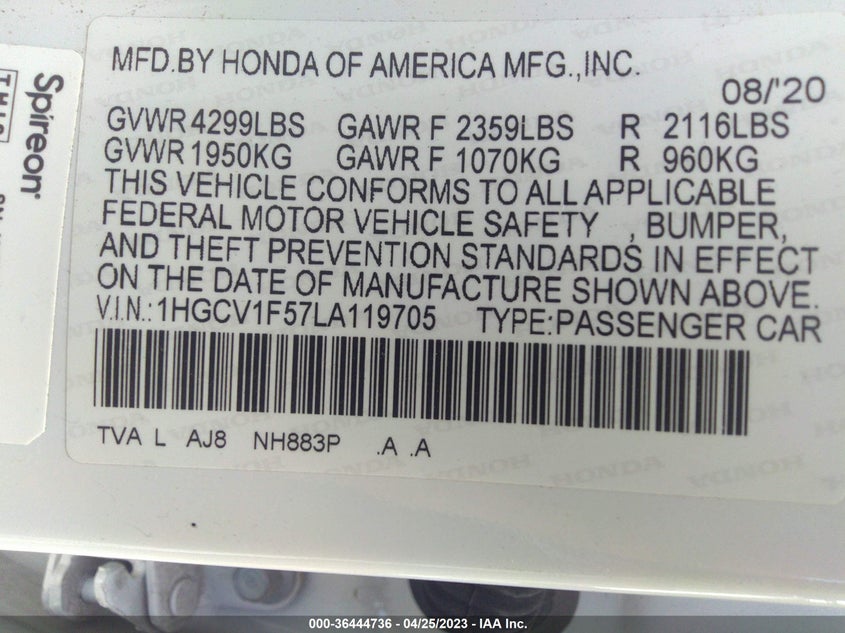 MFD.BY HONDA OF AMERICA MFG.,INC.
08/'20
GVWR 4299LBS GAWR F 2359LBS R 2116LBS
GVWR 1950KG GAWR F 1070KG R 960KG
THIS VEHICLE CONFORMS TO ALL APPLICABLE
FEDERAL MOTOR VEHICLE SAFETY , BUMPER,
AND THEFT PREVENTION STANDARDS IN EFFECT
ON THE DATE OF MANUFACTURE SHOWN ABOVE.
V.I.N.:1HGCV1F57LA119705 TYPE:PASSENGER CAR
TVA L AJ8 NH883P .A .A
Spireon
000-36444736 - 04/25/2023 - IAA Inc.